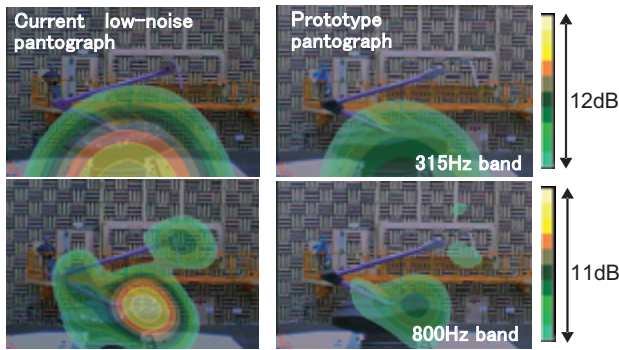 Current low-noise
pantograph
Prototype
pantograph
12dB
315Hz band
11dB
800Hz band